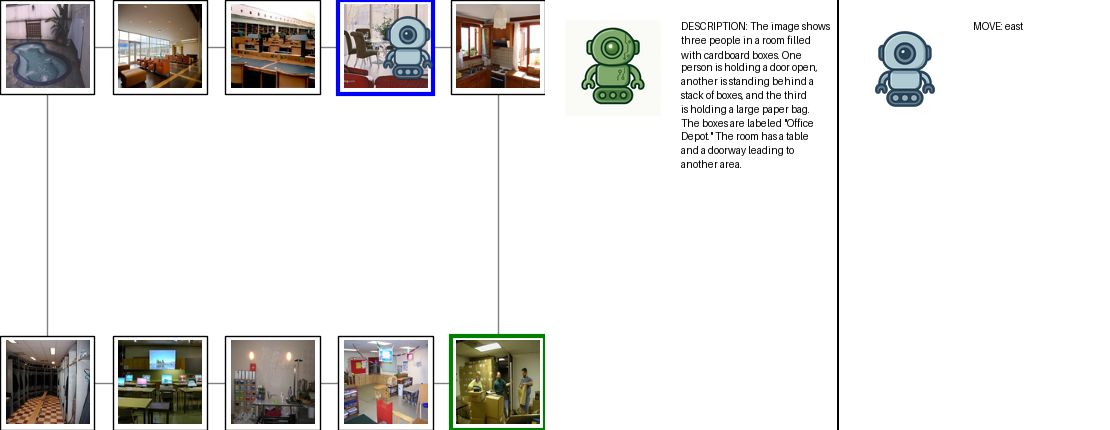 DESCRIPTION: The image shows
three people in a room filled
with cardboard boxes. One
person is holding a door open,
another is standing behind a
stack of boxes, and the third
is holding a large paper bag.
The boxes are labeled "Office
Depot." The room has a table
and a doorway leading to
another area.
MOVE: east